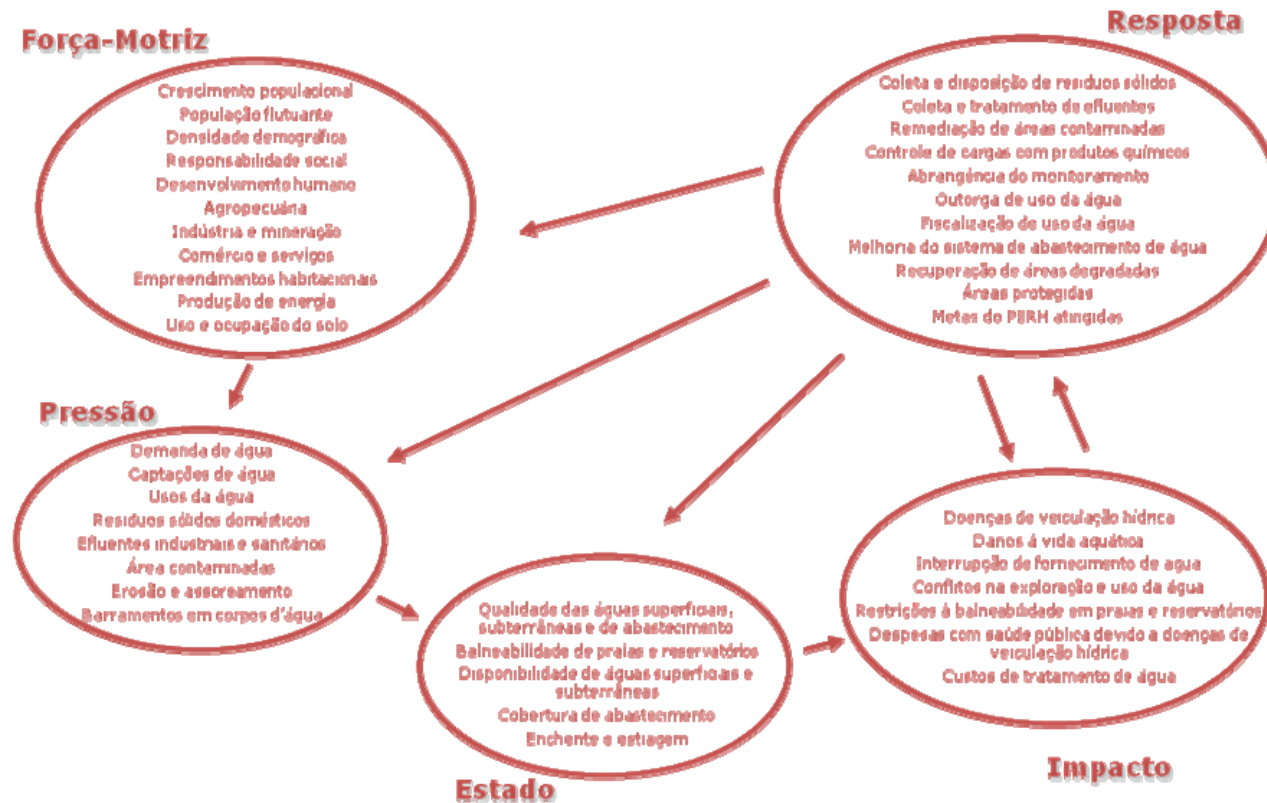 Força-Motriz
Crescimento populacional
População flutuante
Densidade demográfica
Responsabilidade social
Desenvolvimento humano
Agropecuária
Indústria e mineração
Comércio e serviços
Empreendimentos habitacionais
Produção de energia
Uso e ocupação do solo
Resposta
Coleta e disposição de resíduos sólidos
Coleta e tratamento de efluentes
Remediação de áreas contaminadas
Controle de cargas com produtos químicos
Abrangência do monitoramento
Outorga de uso da água
Fiscalização de uso da água
Melhoria do sistema de abastecimento de água
Recuperação de áreas degradadas
Áreas protegidas
Metas do PERH atingidas
Pressão
Demanda de água
Captações de água
Usos da água
Resíduos sólidos domésticos
Efluentes industriais e sanitários
Área contaminadas
Erosão e assoreamento
Barramentos em corpos d'água
Qualidade das águas superficiais,
subterrâneas e de abastecimento
Balneabilidade de praias e reservatórios
Disponibilidade de águas superficiais e
subterrâneas
Cobertura de abastecimento
Enchente e estiagem
Estado
Doenças de veiculação hídrica
Danos à vida aquática
Interrupção de fornecimento de agua
Conflitos na exploração e uso da água
Restrições à balneabilidade em praias e reservatórios
Despesas com saúde pública devido a doenças de
veiculação hídrica
Custos de tratamento de água
Impacto